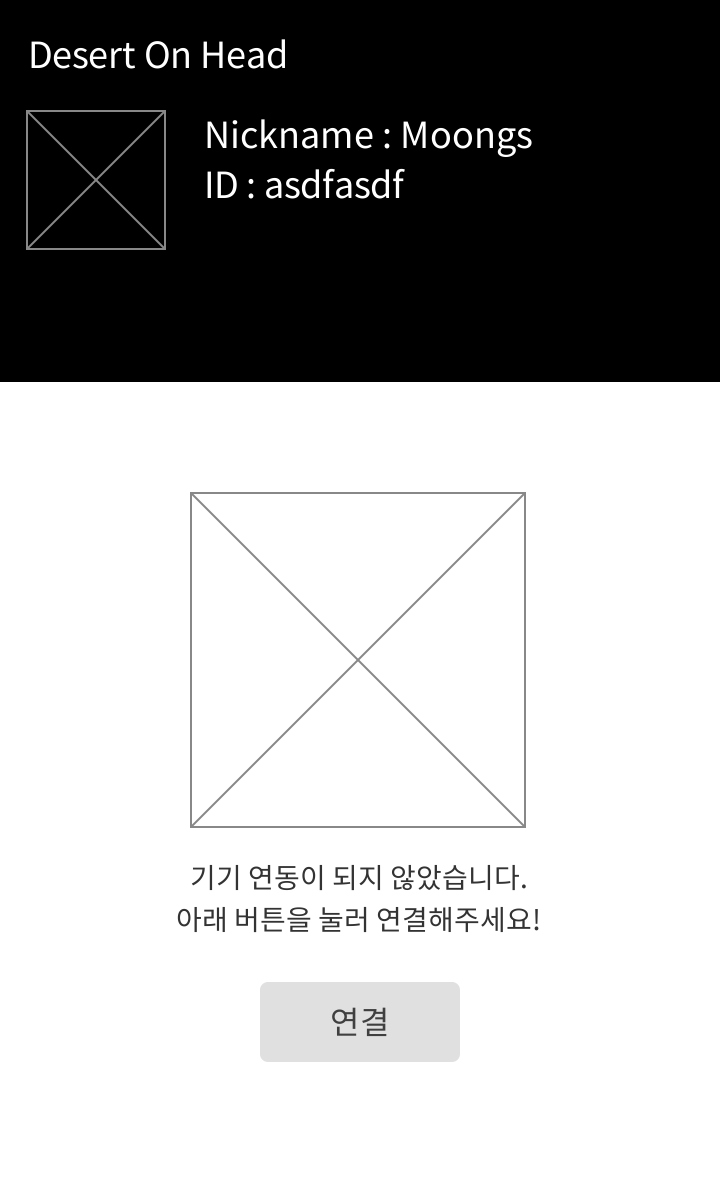 Desert On Head
Nickname : Moongs
ID : asdfasdf
기기 연동이 되지 않았습니다.
아래 버튼을 눌러 연결해주세요!
연결